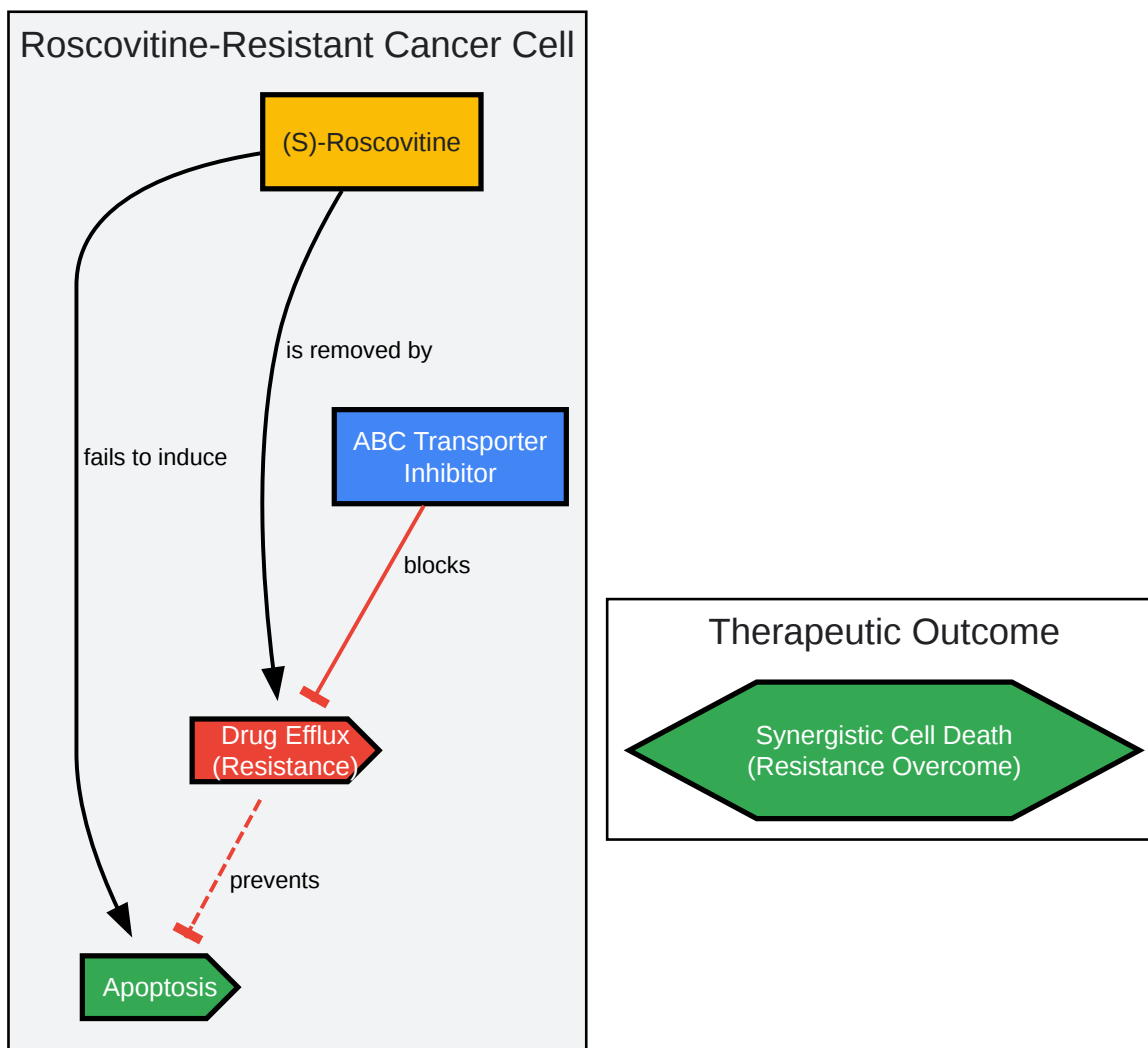 Roscovitine-Resistant Cancer Cell
(S)-Roscovitine
is removed by
ABC Transporter
Inhibitor
fails to induce
blocks
Drug Efflux
(Resistance)
prevents
Apoptosis
Therapeutic Outcome
Synergistic Cell Death
(Resistance Overcome)